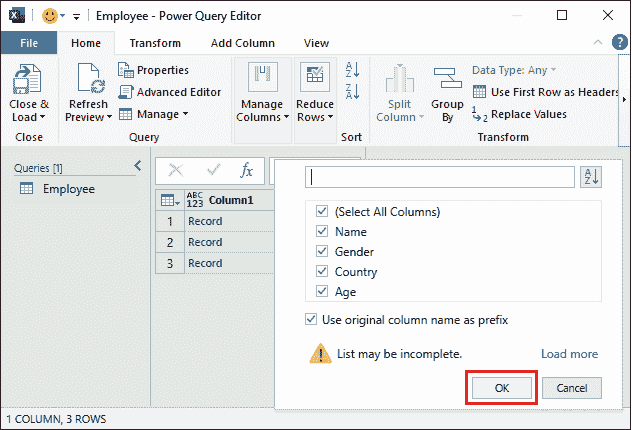 Employee - Power Query Editor
File Home Transform Add Column View
Close & Load
Refresh Preview
Properties
Advanced Editor
Manage
Manage Columns
Reduce Rows
A
Z
Z
A
Split Column
Group By
Data Type: Any
Use First Row as Headers
1
2 Replace Values
Close Query Sort Transform
Queries [1]
Employee
fx
ABC
123 Column1
1 Record
2 Record
3 Record
A
Z
(Select All Columns)
Name
Gender
Country
Age
Use original column name as prefix
List may be incomplete. Load more
OK Cancel
1 COLUMN, 3 ROWS